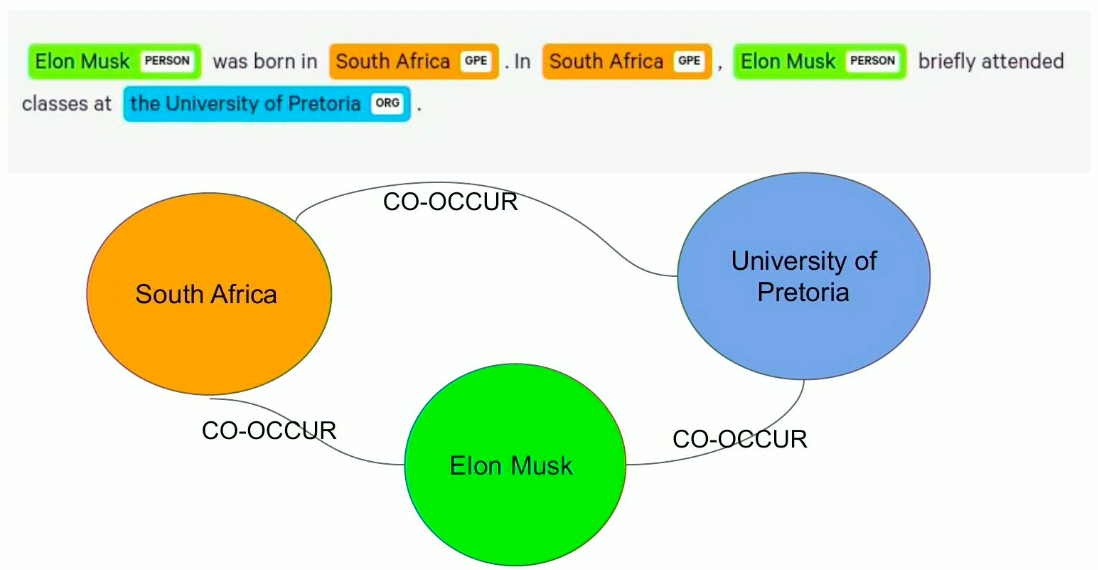 Elon Musk PERSON was born in South Africa GPE . In South Africa GPE , Elon Musk PERSON briefly attended
classes at the University of Pretoria ORG .
CO-OCCUR
South Africa
University of
Pretoria
CO-OCCUR
CO-OCCUR
Elon Musk